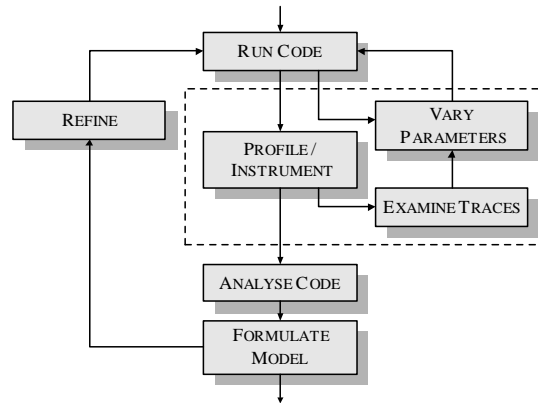 RUN CODE
REFINE
VARY
PARAMETERS
PROFILE /
INSTRUMENT
EXAMINE TRACES
ANALYSE CODE
FORMULATE
MODEL